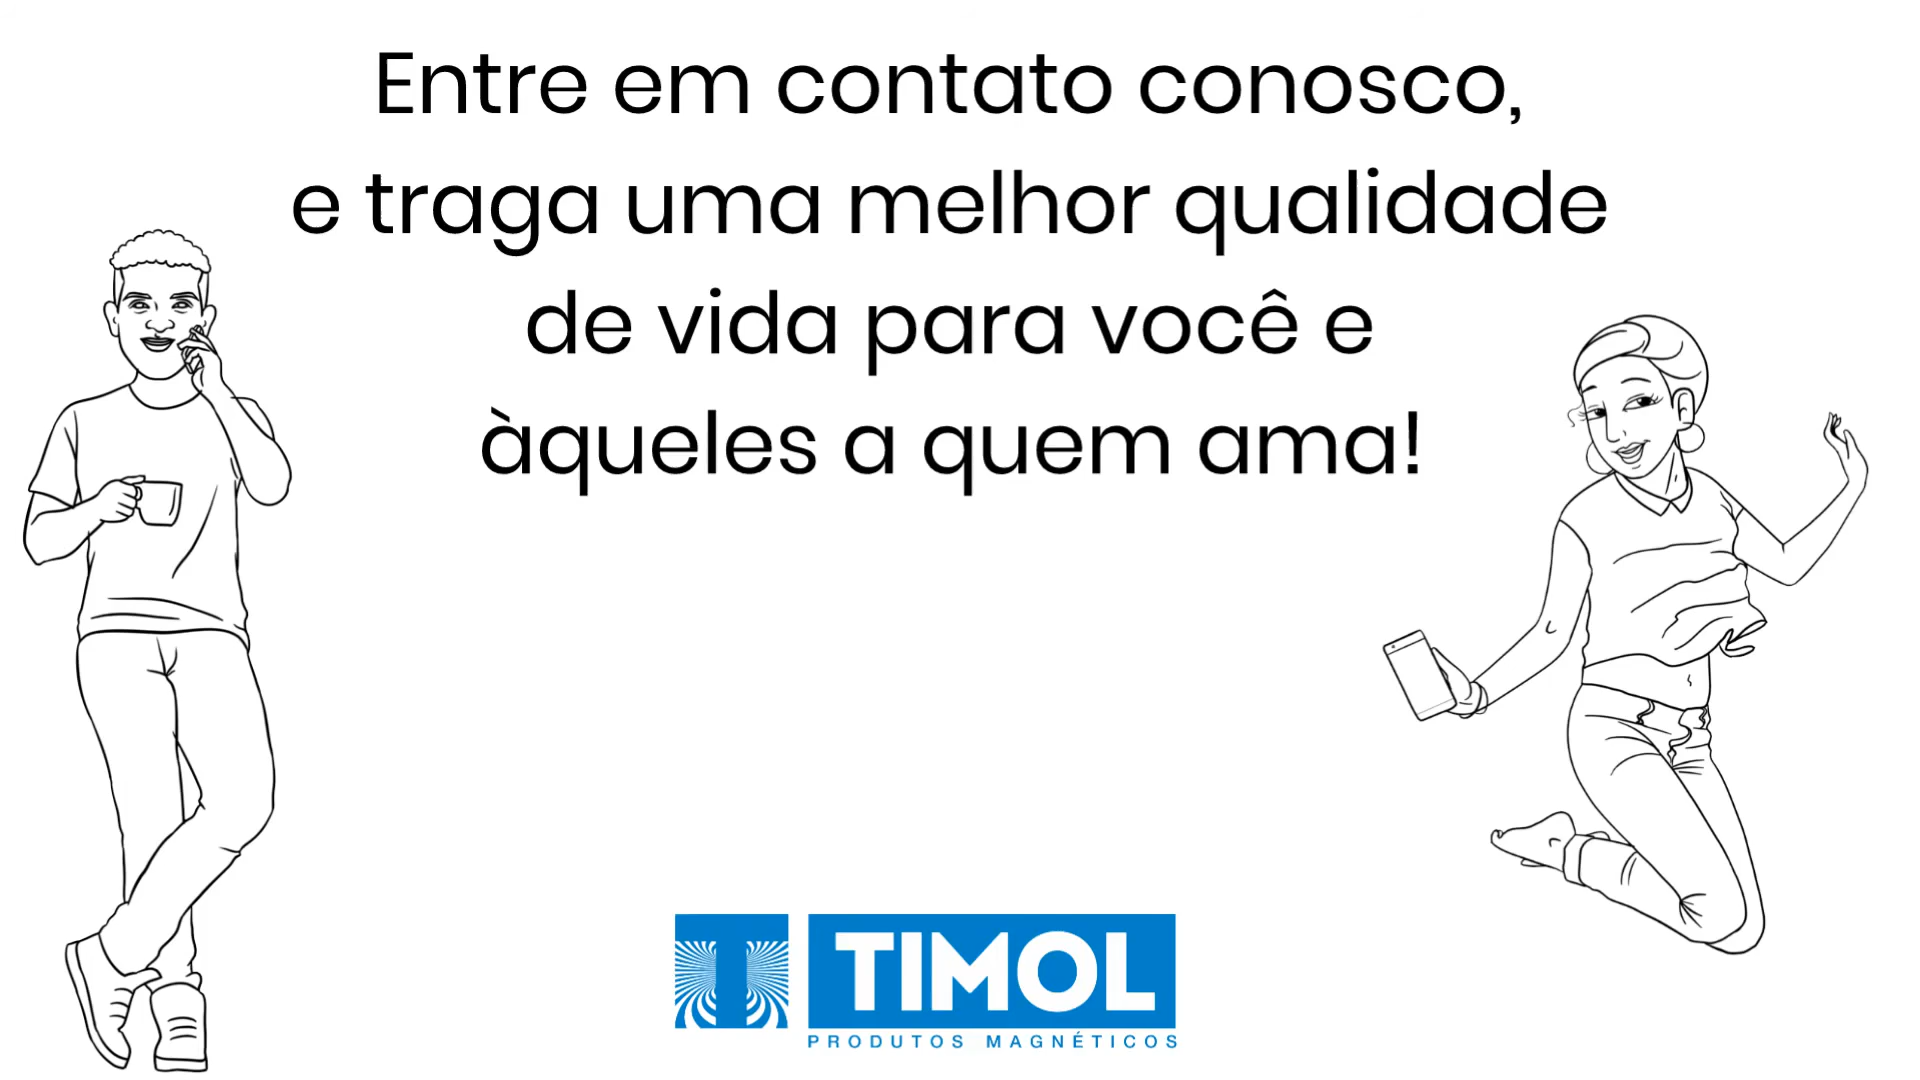 Entre em contato conosco,
e traga uma melhor qualidade
de vida para você e
àqueles a quem ama!
TIMOL
PRODUTOS MAGNÉTICOS